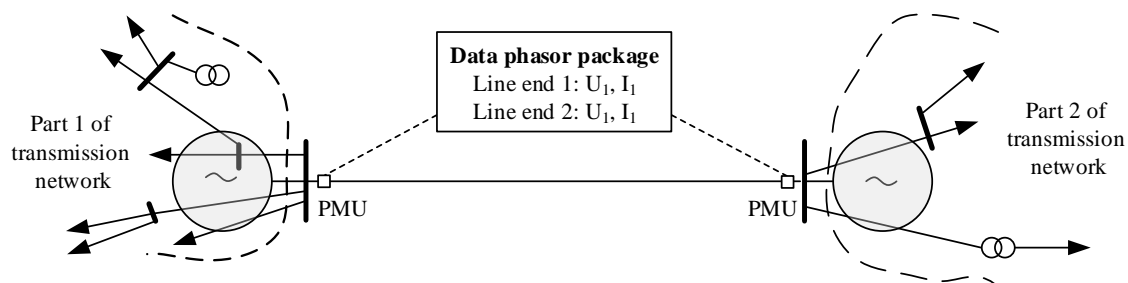 Data phasor package
Line end 1: U₁, I₁
Line end 2: U₁, I₁
Part 1 of
transmission
network
Part 2 of
transmission
network
PMU
PMU